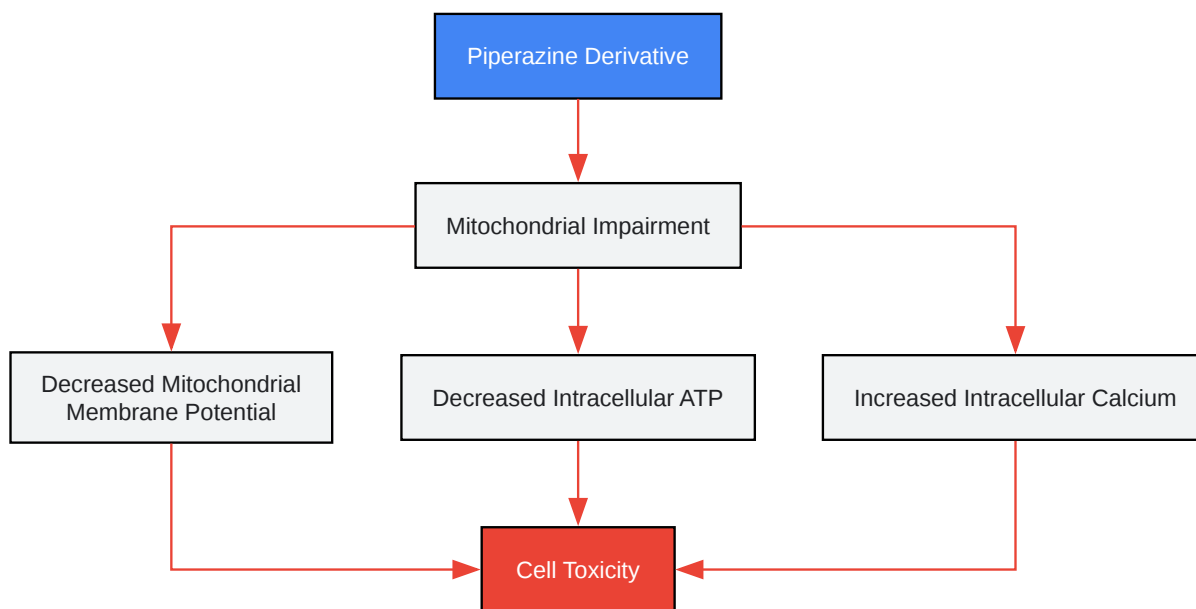 Piperazine Derivative
Mitochondrial Impairment
Decreased Mitochondrial
Membrane Potential
Decreased Intracellular ATP
Increased Intracellular Calcium
Cell Toxicity